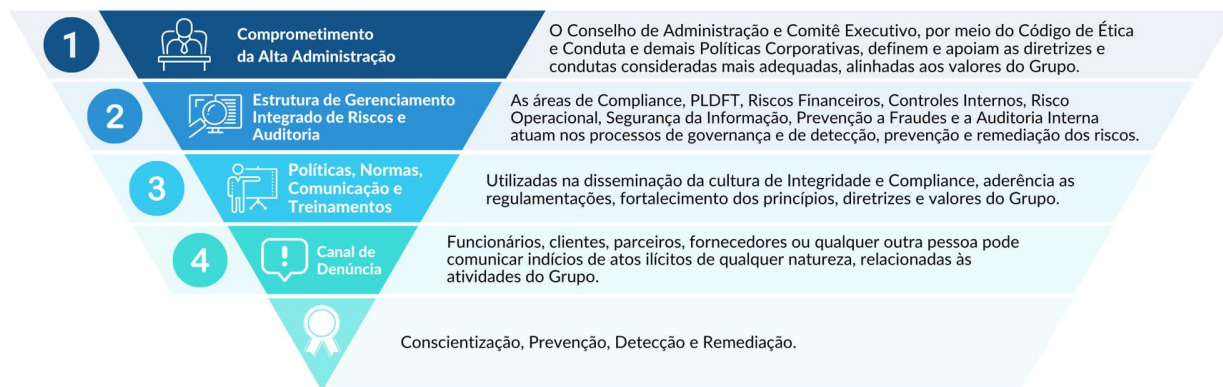 1
Comprometimento
da Alta Administração
O Conselho de Administração e Comitê Executivo, por meio do Código de Ética
e Conduta e demais Políticas Corporativas, definem e apoiam as diretrizes e
condutas consideradas mais adequadas, alinhadas aos valores do Grupo.
2
Estrutura de Gerenciamento
Integrado de Riscos e
Auditoria
As áreas de Compliance, PLDFT, Riscos Financeiros, Controles Internos, Risco
Operacional, Segurança da Informação, Prevenção a Fraudes e a Auditoria Interna
atuam nos processos de governança e de detecção, prevenção e remediação dos riscos.
3
Políticas, Normas,
Comunicação e
Treinamentos
Utilizadas na disseminação da cultura de Integridade e Compliance, aderência as
regulamentações, fortalecimento dos princípios, diretrizes e valores do Grupo.
4
Canal de
Denúncia
Funcionários, clientes, parceiros, fornecedores ou qualquer outra pessoa pode
comunicar indícios de atos ilícitos de qualquer natureza, relacionadas às
atividades do Grupo.
Conscientização, Prevenção, Detecção e Remediação.